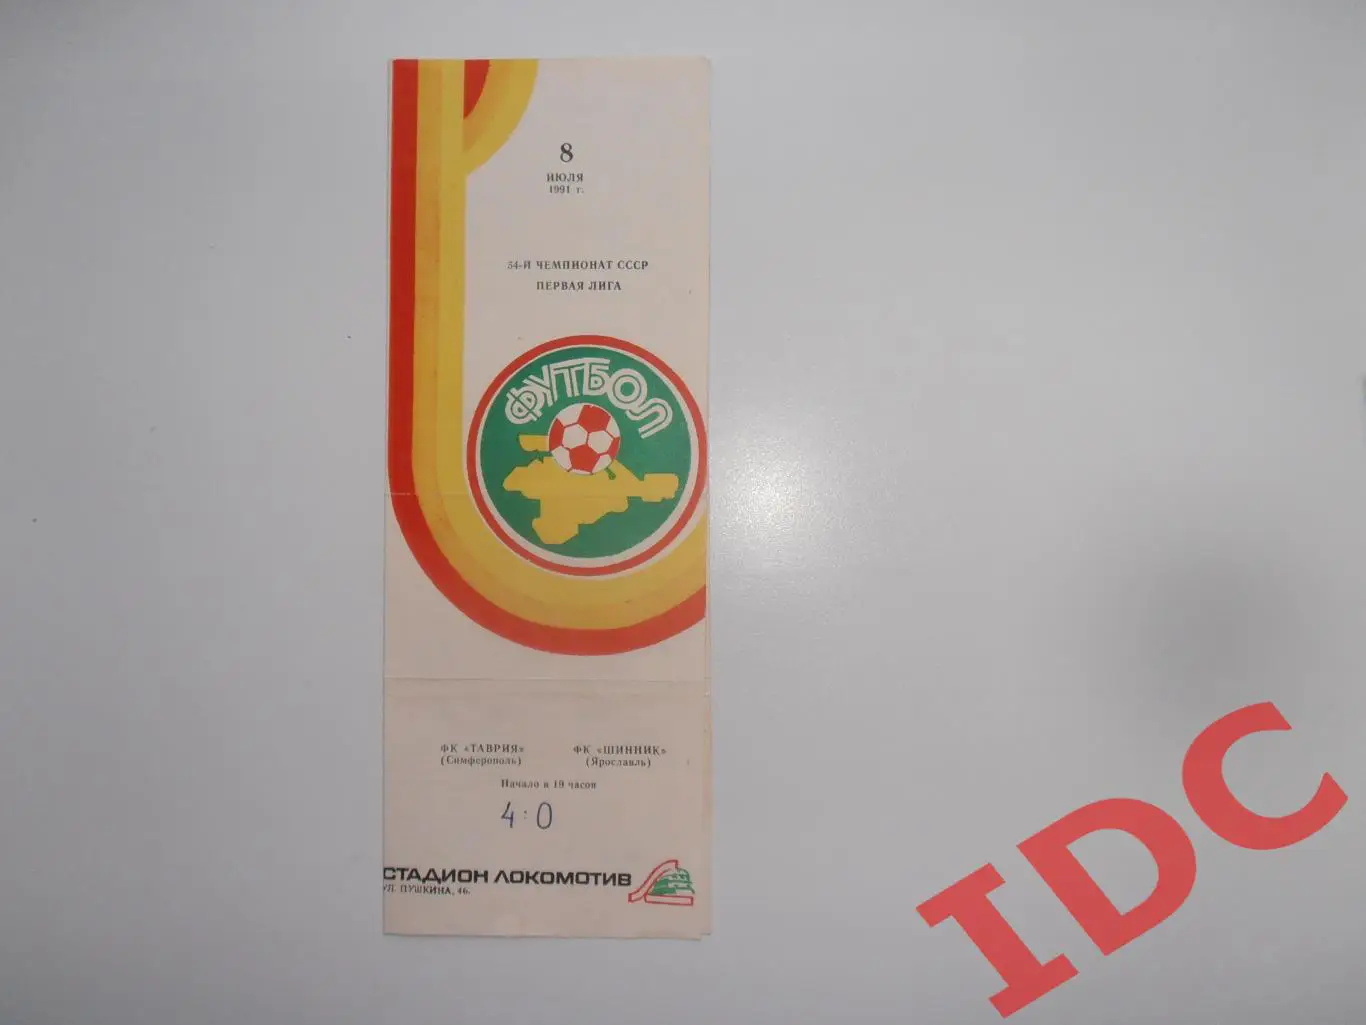 8
ИЮЛЯ
1991 г.
54-Й ЧЕМПИОНАТ СССР
ПЕРВАЯ ЛИГА
ФУТБОЛ
ФК «ТАВРИЯ» ФК «ШИННИК»
(Симферополь) (Ярославль)
Начало в 19 часов
4:0
СТАДИОН ЛОКОМОТИВ
УЛ. ПУШКИНА, 46.
IDC